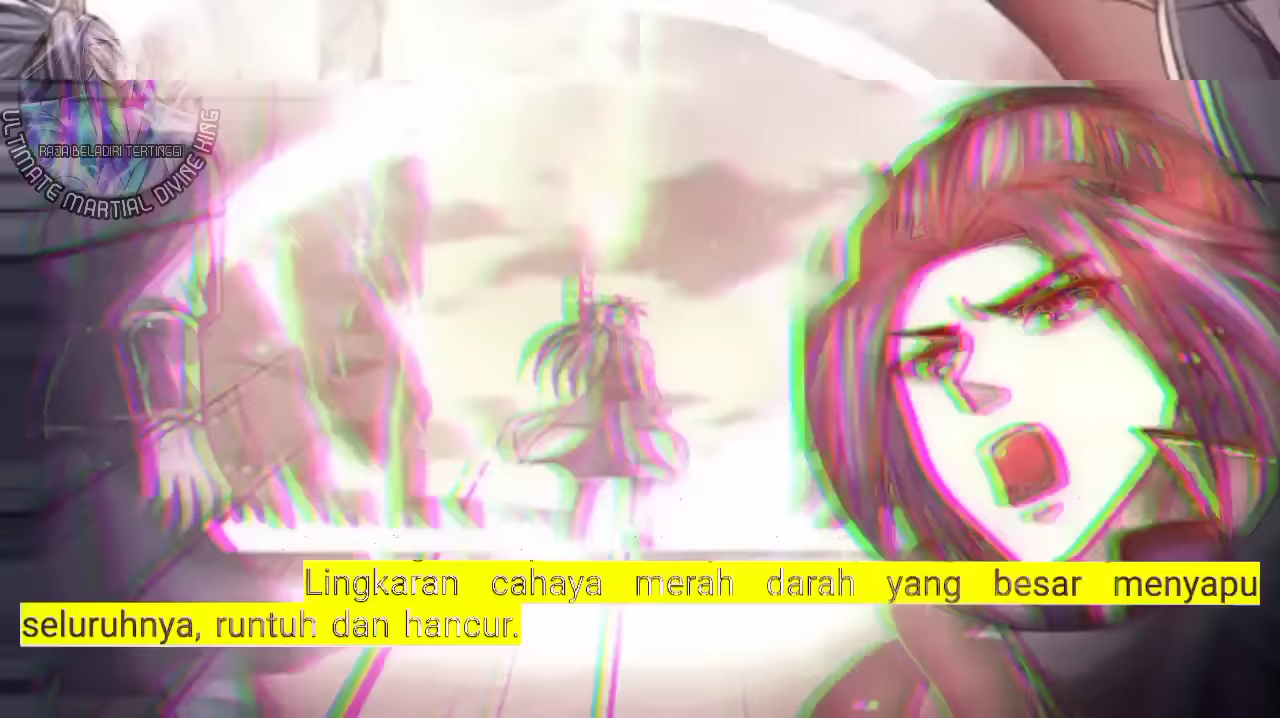 RAJA BELADIRI TERTINGGI
ULTIMATE MARTIAL DIVINE KING
Lingkaran cahaya merah darah yang besar menyapu
seluruhnya, runtuh dan hancur.